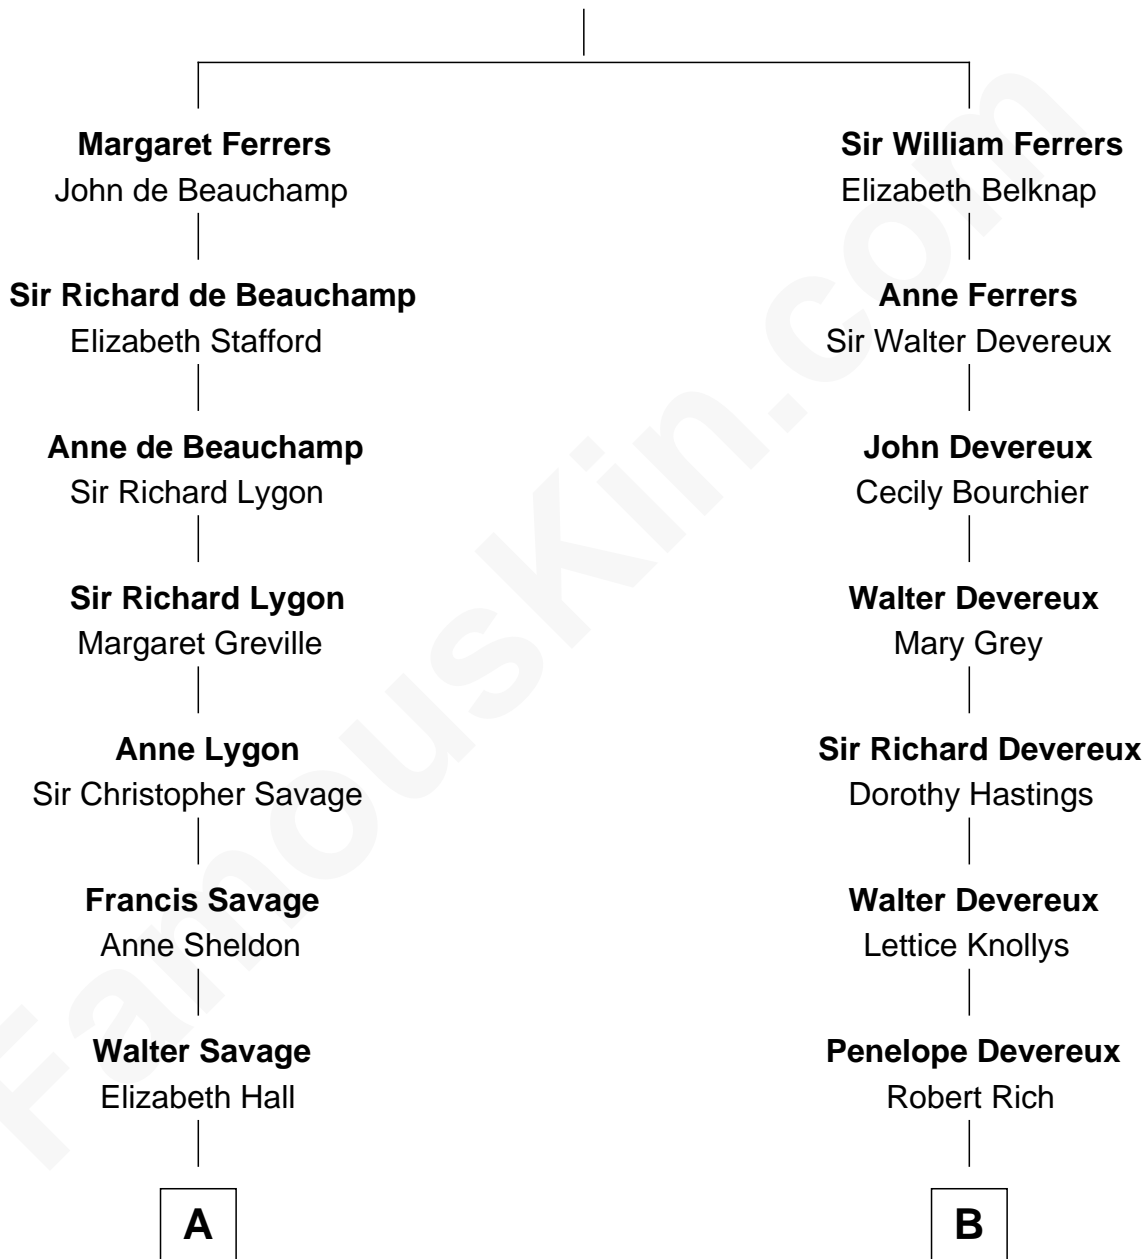 Margaret Ferrers
John de Beauchamp
Sir Richard de Beauchamp
Elizabeth Stafford
Anne de Beauchamp
Sir Richard Lygon
Sir Richard Lygon
Margaret Greville
Anne Lygon
Sir Christopher Savage
Francis Savage
Anne Sheldon
Walter Savage
Elizabeth Hall
A
Sir William Ferrers
Elizabeth Belknap
Anne Ferrers
Sir Walter Devereux
John Devereux
Cecily Bourchier
Walter Devereux
Mary Grey
Sir Richard Devereux
Dorothy Hastings
Walter Devereux
Lettice Knollys
Penelope Devereux
Robert Rich
B
FamousKin.com